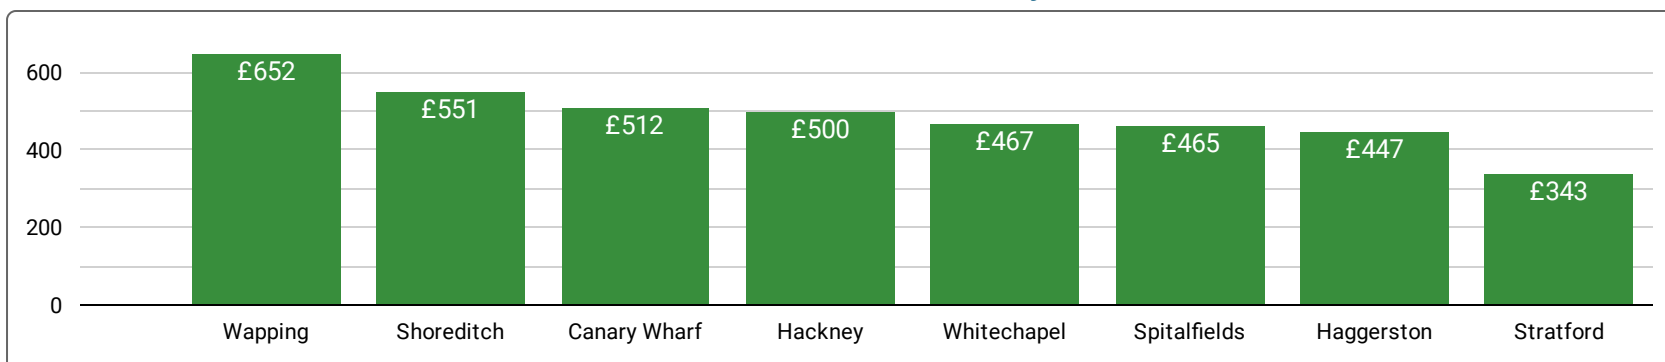 600
400
200
0
£652
£551
£512
£500
£467
£465
£447
£343
Wapping
Shoreditch
Canary Wharf
Hackney
Whitechapel
Spitalfields
Haggerston
Stratford